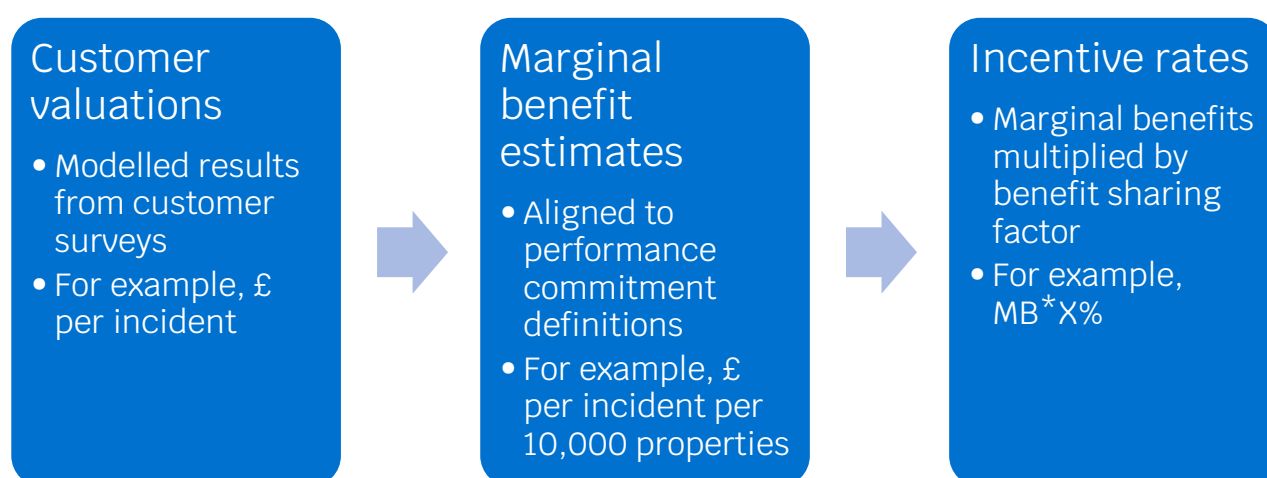 Customer
valuations
• Modelled results
from customer
surveys
• For example, £
per incident
Marginal
benefit
estimates
• Aligned to
performance
commitment
definitions
• For example, £
per incident per
10,000 properties
Incentive rates
• Marginal benefits
multiplied by
benefit sharing
factor
• For example,
MB*X%